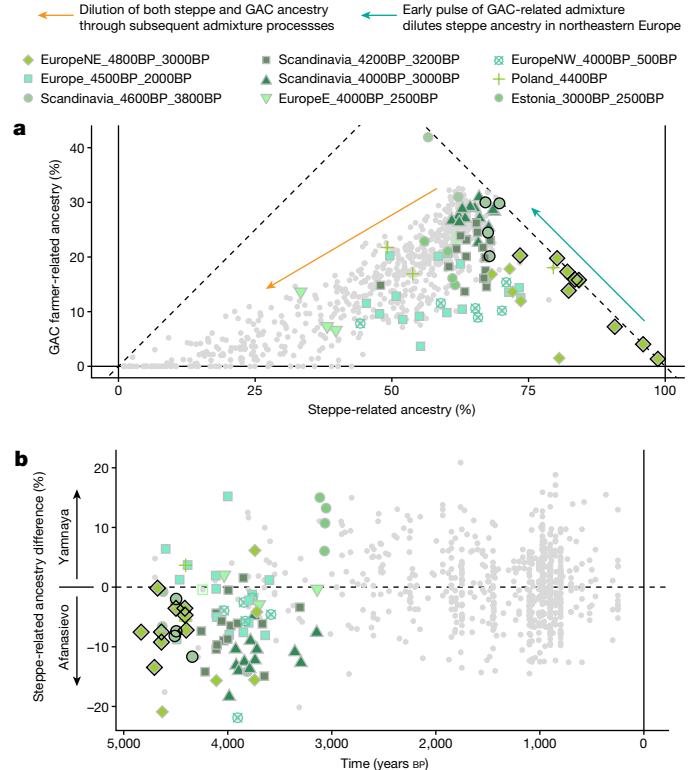 Dilution of both steppe and GAC ancestry
through subsequent admixture processses
Early pulse of GAC-related admixture
dilutes steppe ancestry in northeastern Europe
EuropeNE_4800BP_3000BP
Scandinavia_4200BP_3200BP
EuropeNW_4000BP_500BP
Europe_4500BP_2000BP
Scandinavia_4000BP_3000BP
Poland_4400BP
Scandinavia_4600BP_3800BP
EuropeE_4000BP_2500BP
Estonia_3000BP_2500BP
a
GAC farmer-related ancestry (%)
40
30
20
10
0
0 25 50 75 100
Steppe-related ancestry (%)
b
Steppe-related ancestry difference (%)
Yamnaya
Afanasievo
20
10
0
–10
–20
5,000 4,000 3,000 2,000 1,000 0
Time (years BP)